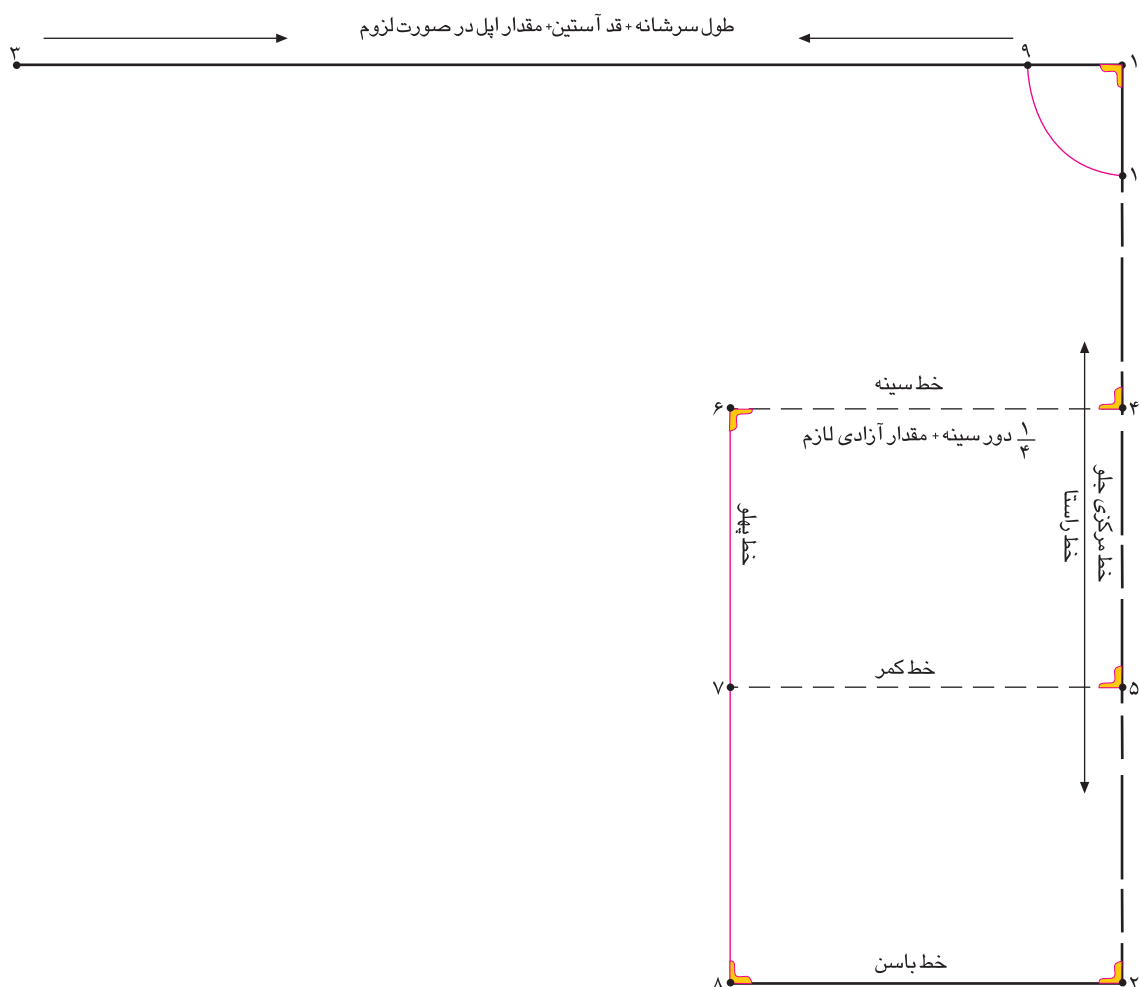 طول سرشانه + قد آستین + مقدار اپل در صورت لزوم
۳
۹
۱
۱
خط سینه
۶
۴
۱/۴ دور سینه + مقدار آزادی لازم
خط مرکزی جلو
خط راستا
خط پهلو
خط کمر
۷
۵
خط باسن
۸
۲